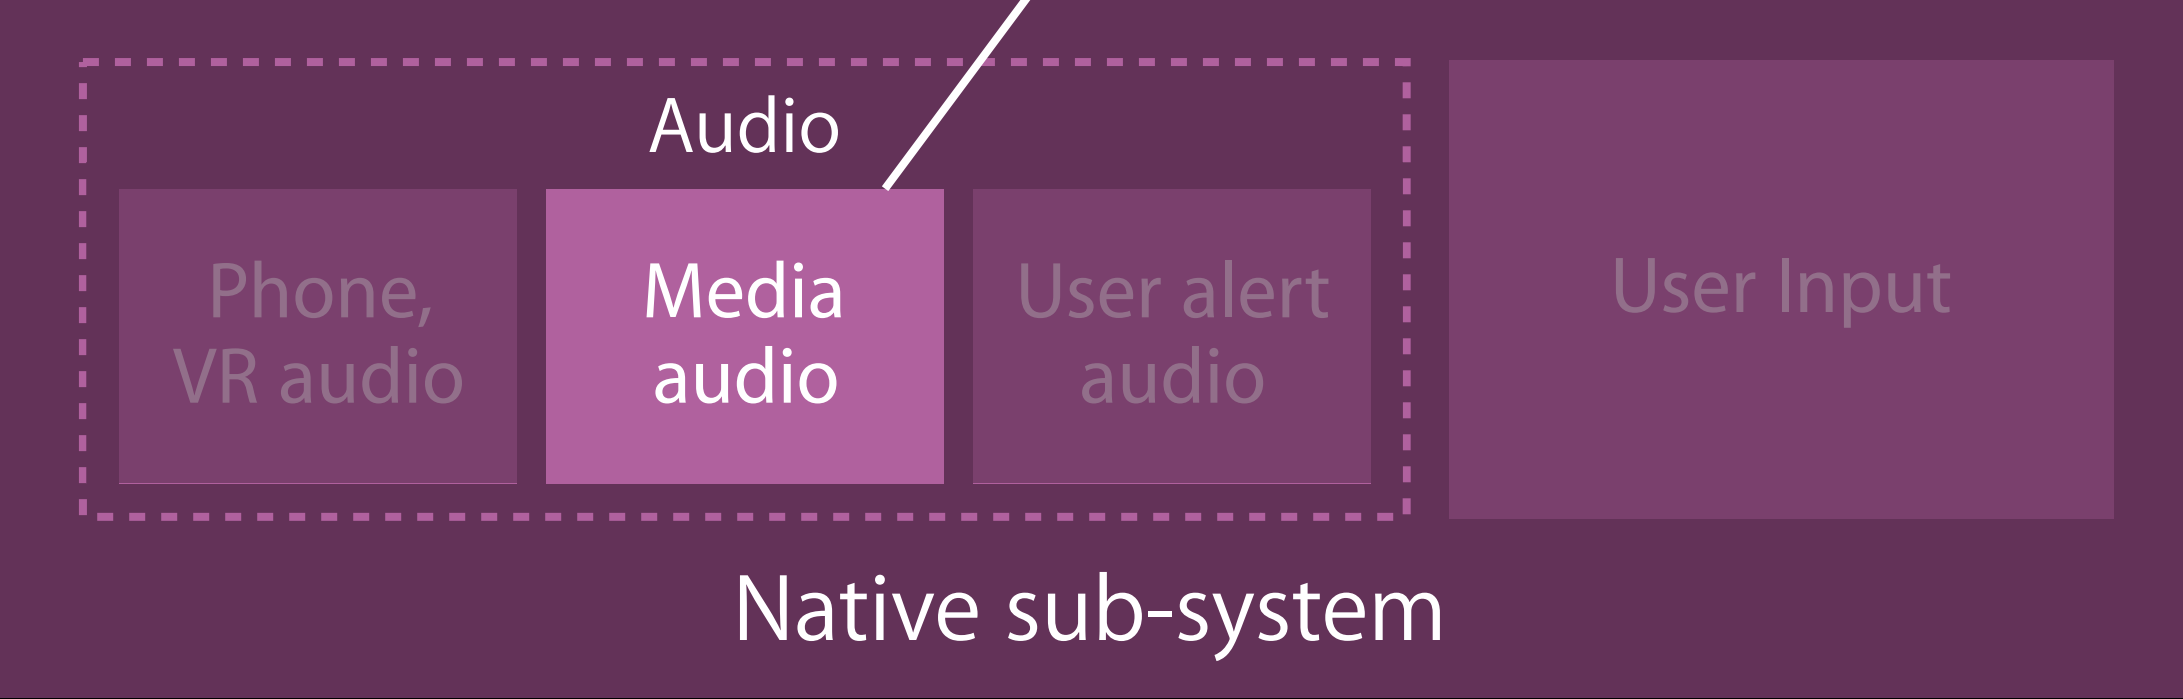 Audio
Phone,
VR audio
Media
audio
User alert
audio
User Input
Native sub-system